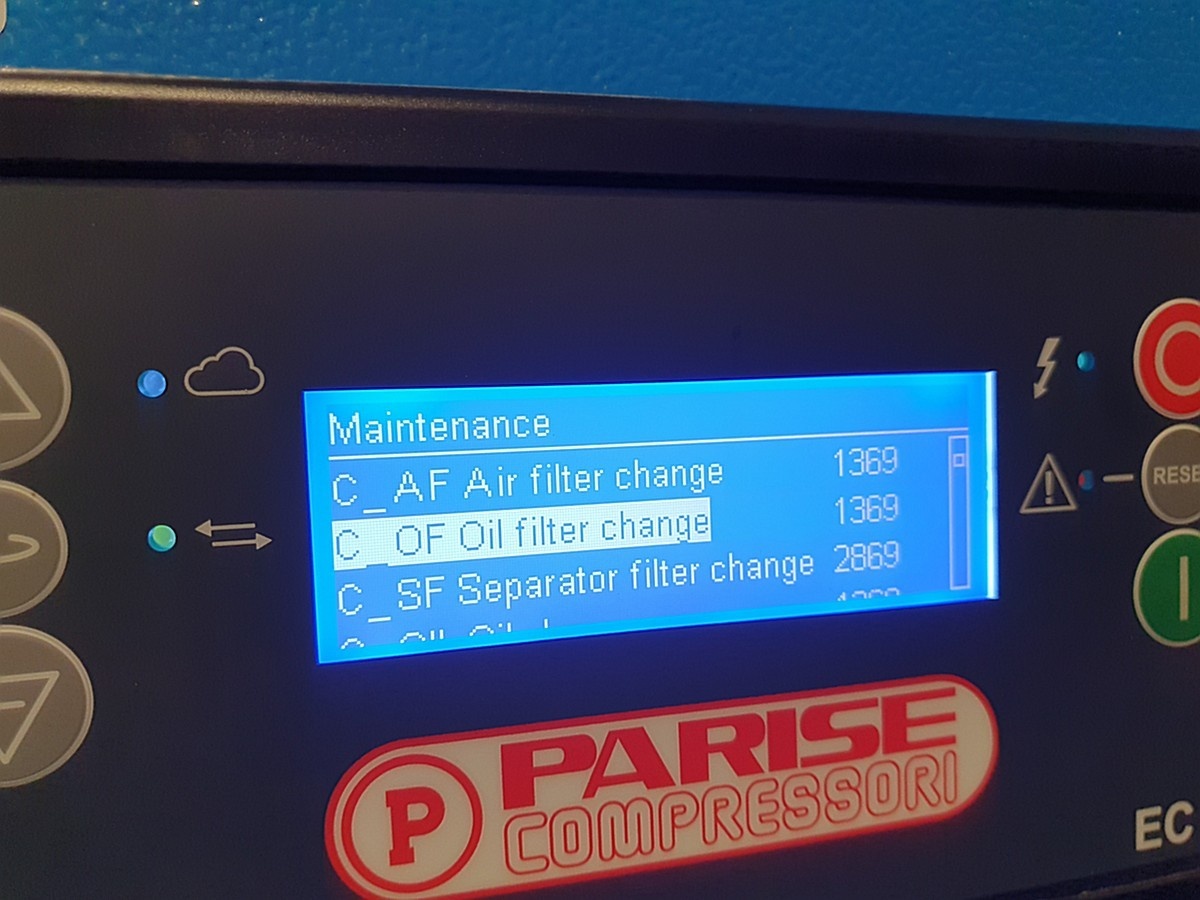 Maintenance
C_AF Air filter change 1369
C_OF Oil filter change 1369
C_SF Separator filter change 2869
RESE
P PARISE
COMPRESSORI
EC